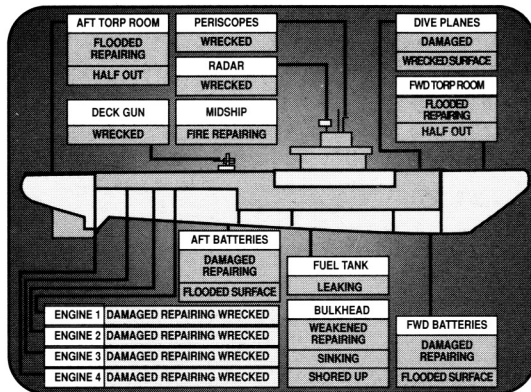 AFT TORP ROOM
FLOODED
REPAIRING
HALF OUT
PERISCOPES
WRECKED
RADAR
WRECKED
DIVE PLANES
DAMAGED
WRECKED SURFACE
FWD TORP ROOM
FLOODED
REPAIRING
HALF OUT
DECK GUN
WRECKED
MIDSHIP
FIRE REPAIRING
AFT BATTERIES
DAMAGED
REPAIRING
FLOODED SURFACE
FUEL TANK
LEAKING
BULKHEAD
WEAKENED
REPAIRING
SINKING
SHORED UP
FWD BATTERIES
DAMAGED
REPAIRING
FLOODED SURFACE
ENGINE 1 DAMAGED REPAIRING WRECKED
ENGINE 2 DAMAGED REPAIRING WRECKED
ENGINE 3 DAMAGED REPAIRING WRECKED
ENGINE 4 DAMAGED REPAIRING WRECKED